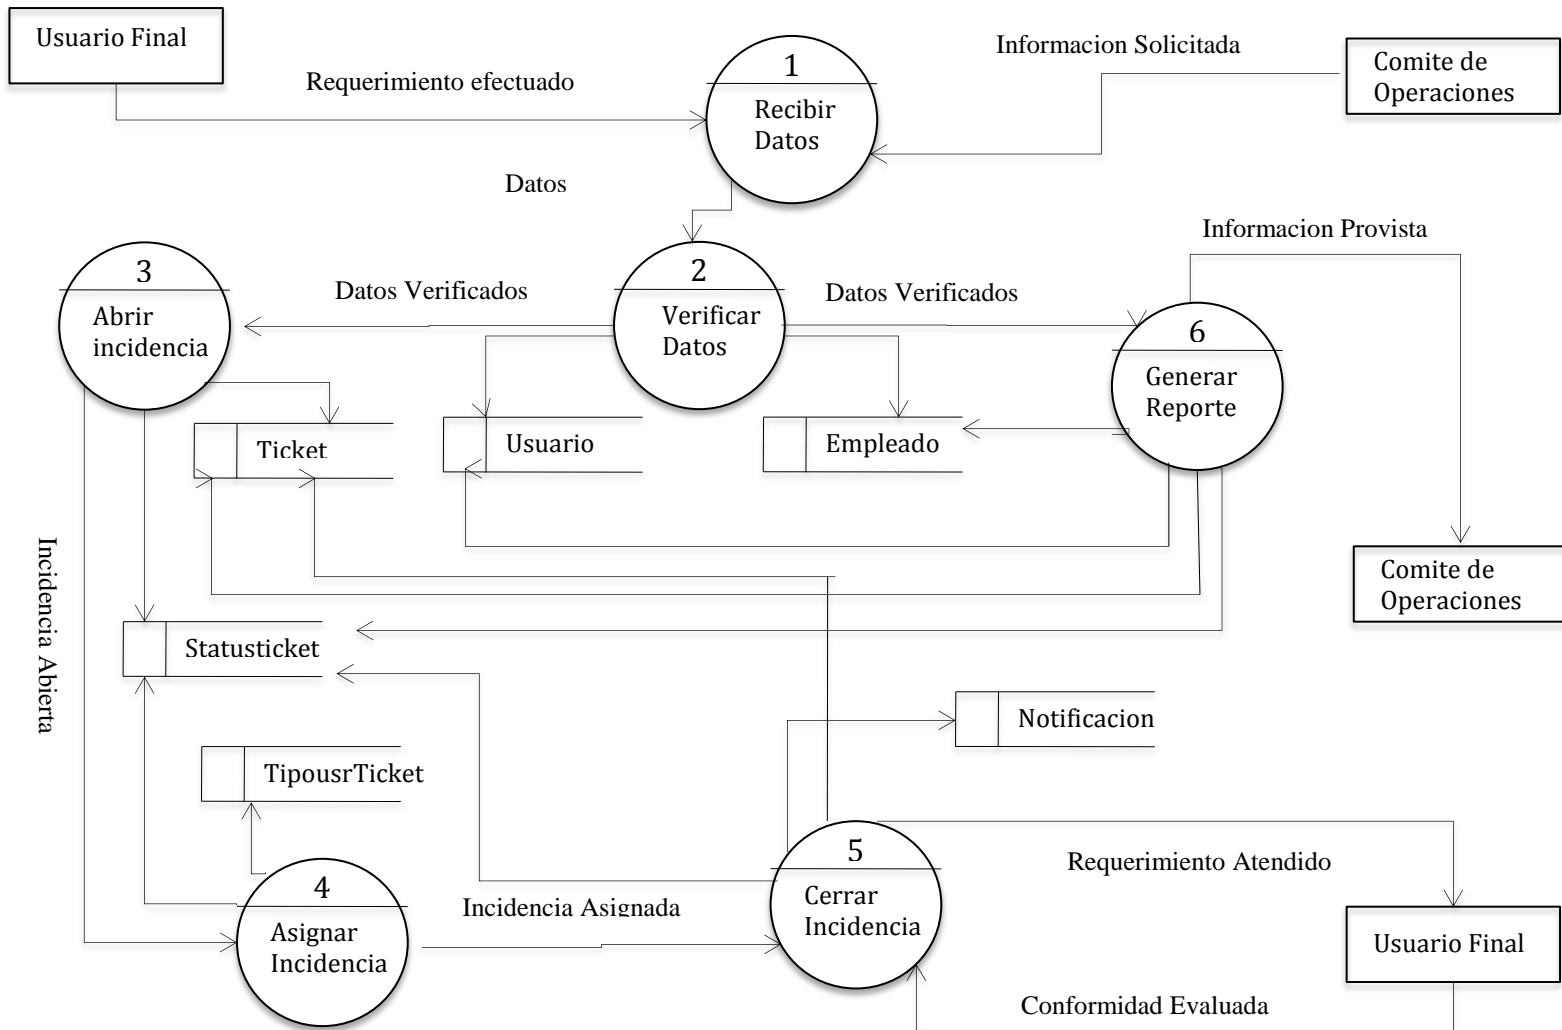 Usuario Final
Informacion Solicitada
Comite de
Operaciones
Requerimiento efectuado
1
Recibir
Datos
Datos
Informacion Provista
3
Abrir
incidencia
Datos Verificados
2
Verificar
Datos
Datos Verificados
6
Generar
Reporte
Ticket
Usuario
Empleado
Incidencia Abierta
Comite de
Operaciones
Statusticket
Notificacion
TipousrTicket
5
Cerrar
Incidencia
Requerimiento Atendido
4
Asignar
Incidencia
Incidencia Asignada
Usuario Final
Conformidad Evaluada